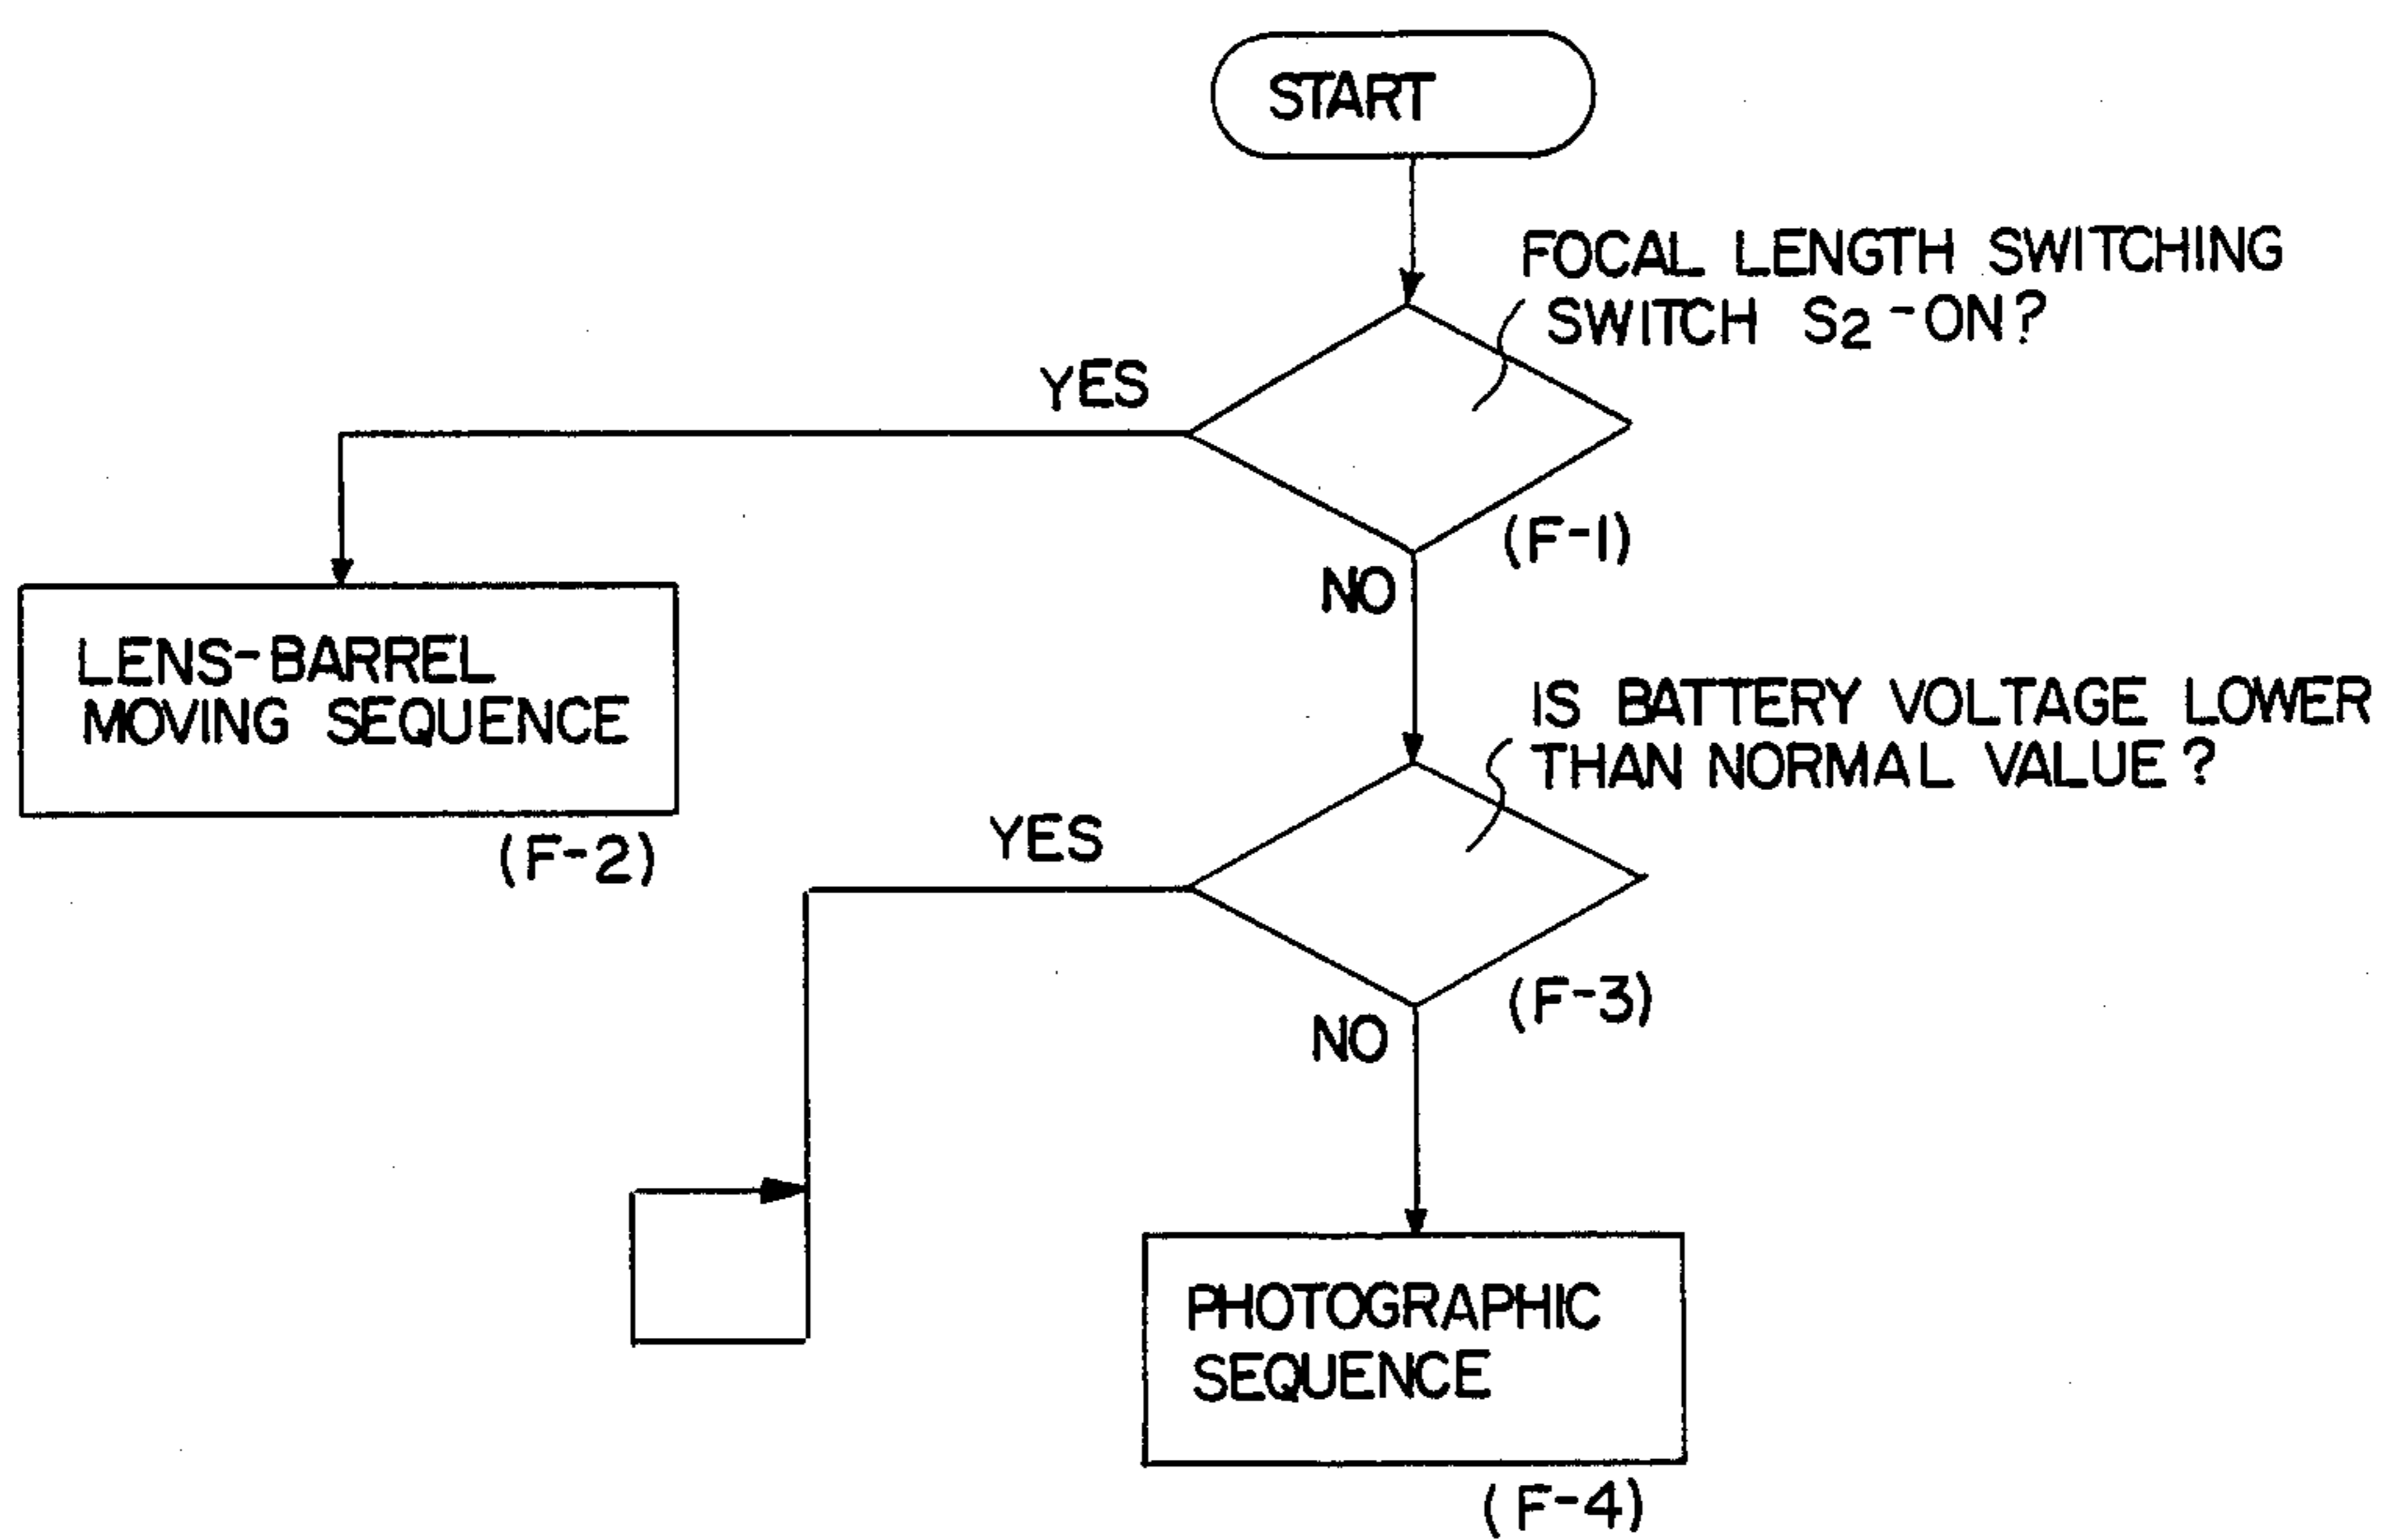 START
FOCAL LENGTH SWITCHING
SWITCH S2-ON?
YES
(F-1)
NO
LENS-BARREL
MOVING SEQUENCE
(F-2)
IS BATTERY VOLTAGE LOWER
THAN NORMAL VALUE?
YES
(F-3)
NO
PHOTOGRAPHIC
SEQUENCE
(F-4)